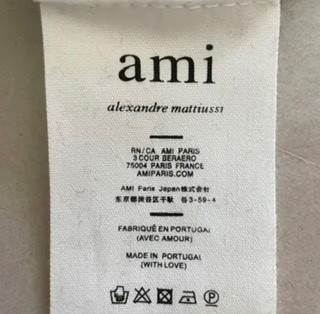 ami
alexandre mattiussi
RN/CA AMI PARIS
3 COUR BERAERO
75004 PARIS FRANCE
AMIPARIS.COM
AMI Paris Japan株式会社
东京都渋谷区千駄 谷3-59-4
FABRIQUÉ EN PORTUGAL
(AVEC AMOUR)
MADE IN PORTUGAL
(WITH LOVE)
P